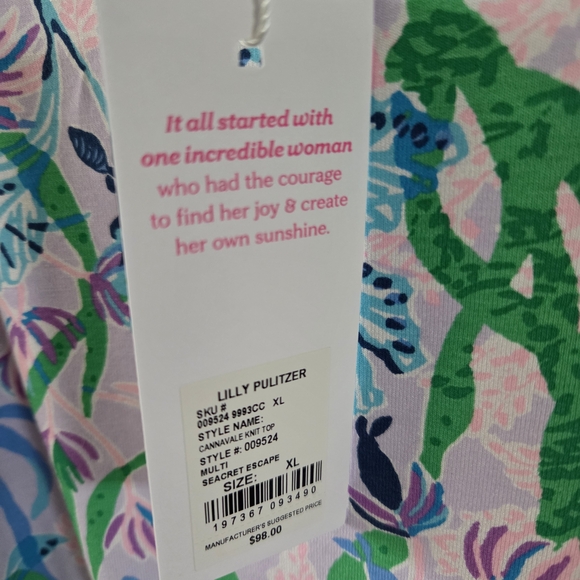 It all started with
one incredible woman
who had the courage
to find her joy & create
her own sunshine.
LILLY PULITZER
SKU #
009524 9993CC XL
STYLE NAME:
CANNAVALE KNIT TOP
STYLE #: 009524
MULTI
SEACRET ESCAPE
SIZE: XL
197367 093490
MANUFACTURER'S SUGGESTED PRICE
$98.00